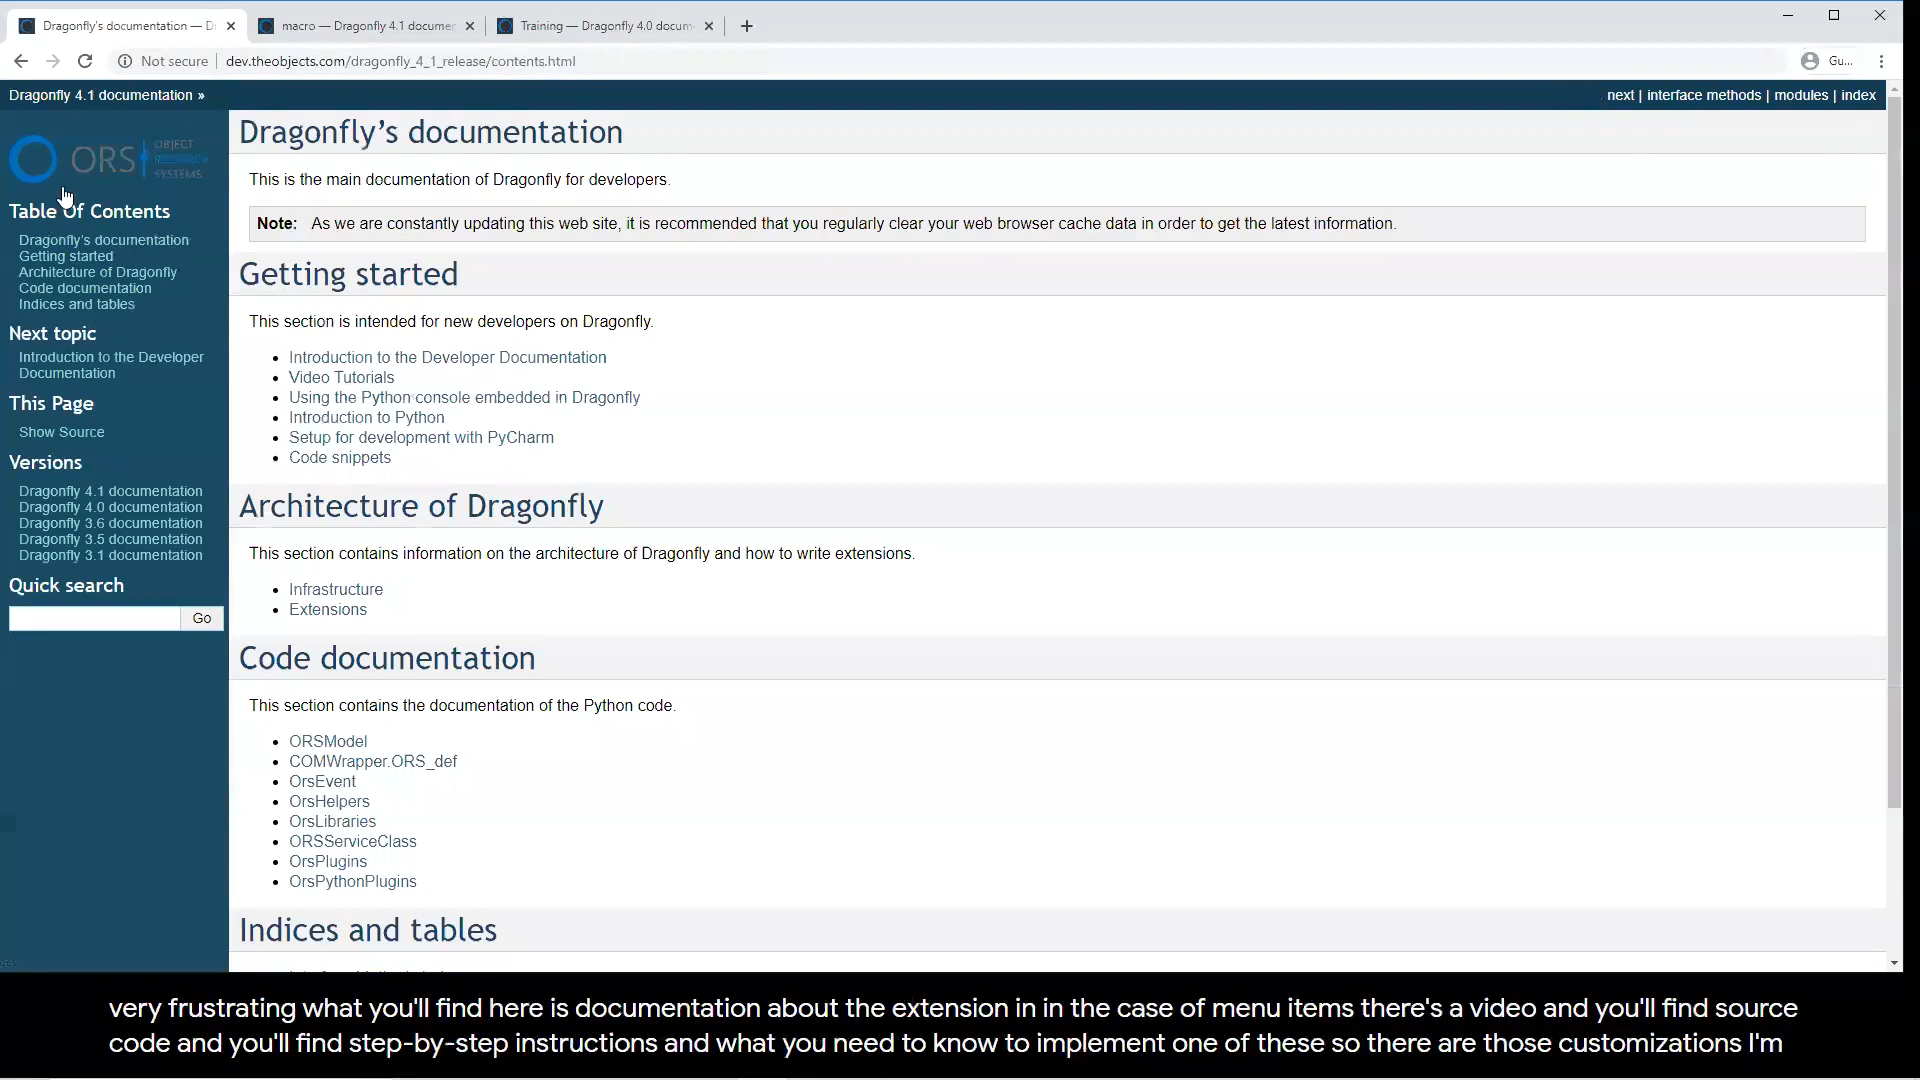 Dragonfly's documentation — D
macro — Dragonfly 4.1 documen
Training — Dragonfly 4.0 docum
Not secure
dev.theobjects.com/dragonfly_4_1_release/contents.html
Gu...
Dragonfly 4.1 documentation »
next | interface methods | modules | index
ORS OBJECT RESEARCH SYSTEMS
Table Of Contents
Dragonfly's documentation
Getting started
Architecture of Dragonfly
Code documentation
Indices and tables
Next topic
Introduction to the Developer
Documentation
This Page
Show Source
Versions
Dragonfly 4.1 documentation
Dragonfly 4.0 documentation
Dragonfly 3.6 documentation
Dragonfly 3.5 documentation
Dragonfly 3.1 documentation
Quick search
Go
Dragonfly’s documentation
This is the main documentation of Dragonfly for developers.
Note: As we are constantly updating this web site, it is recommended that you regularly clear your web browser cache data in order to get the latest information.
Getting started
This section is intended for new developers on Dragonfly.
Introduction to the Developer Documentation
Video Tutorials
Using the Python console embedded in Dragonfly
Introduction to Python
Setup for development with PyCharm
Code snippets
Architecture of Dragonfly
This section contains information on the architecture of Dragonfly and how to write extensions.
Infrastructure
Extensions
Code documentation
This section contains the documentation of the Python code.
ORSModel
COMWrapper.ORS_def
OrsEvent
OrsHelpers
OrsLibraries
ORSServiceClass
OrsPlugins
OrsPythonPlugins
Indices and tables
very frustrating what you'll find here is documentation about the extension in in the case of menu items there's a video and you'll find source
code and you'll find step-by-step instructions and what you need to know to implement one of these so there are those customizations I'm